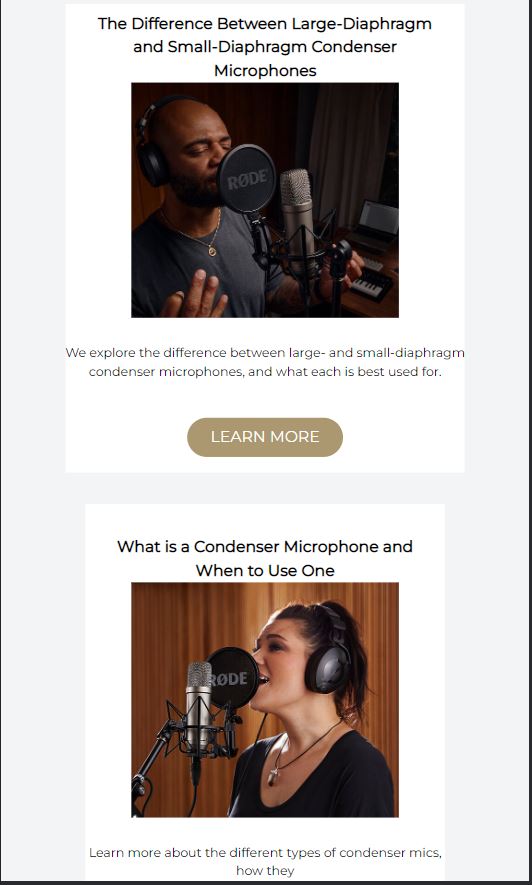 The Difference Between Large-Diaphragm
and Small-Diaphragm Condenser
Microphones
RØDE
We explore the difference between large- and small-diaphragm
condenser microphones, and what each is best used for.
LEARN MORE
What is a Condenser Microphone and
When to Use One
RØDE
Learn more about the different types of condenser mics,
how they